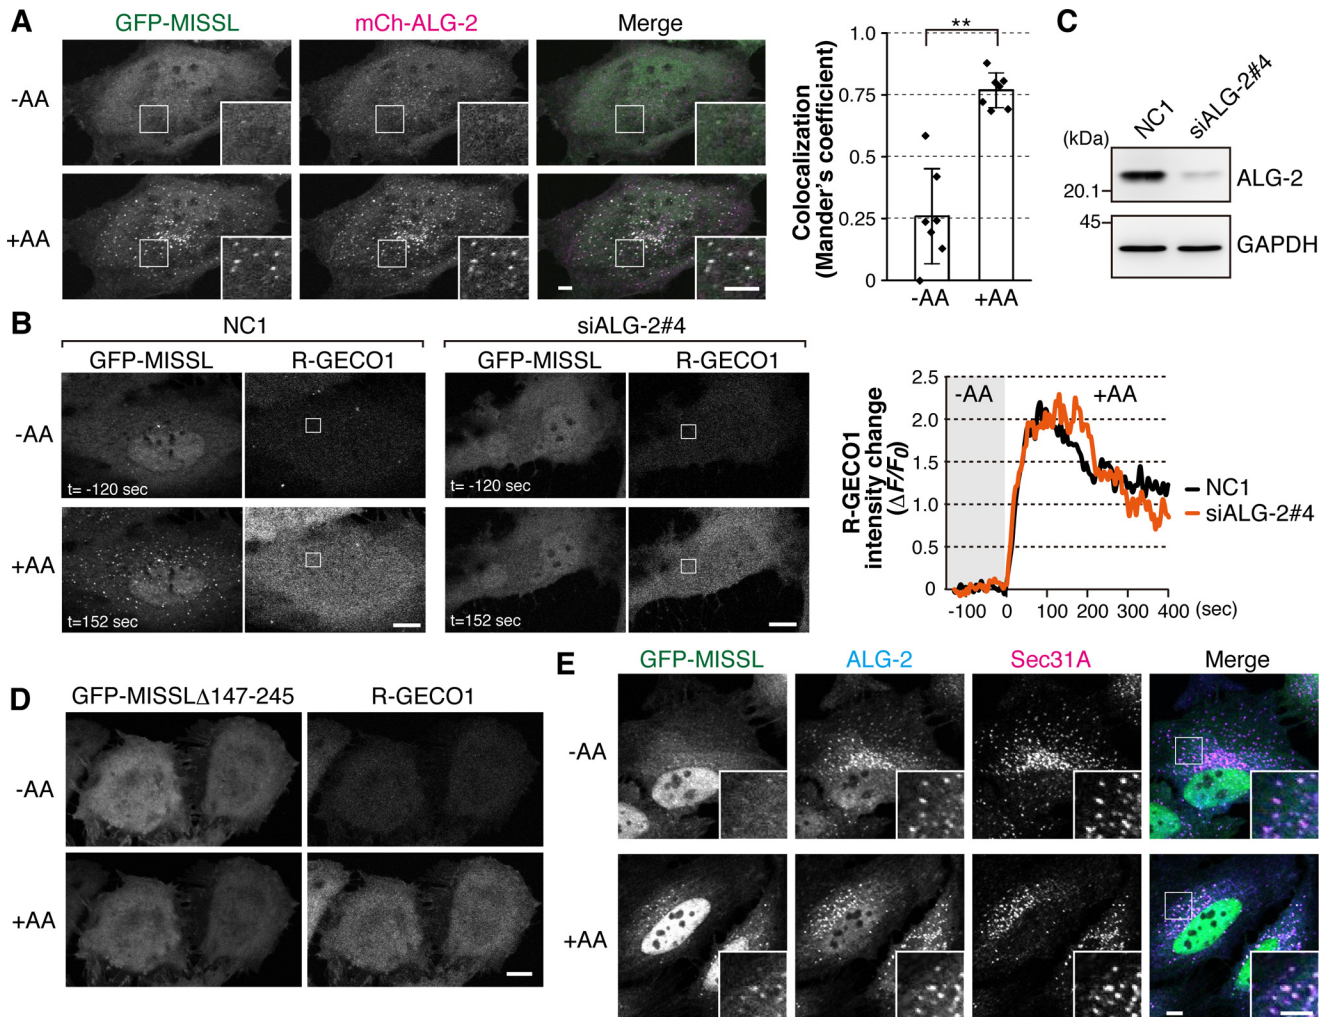 A
GFP-MISSL
mCh-ALG-2
Merge
-AA
+AA
Colocalization
(Mander's coefficient)
**
1.0
0.75
0.5
0.25
0
-AA
+AA
C
NC1
siALG-2#4
(kDa)
20.1
ALG-2
45
GAPDH
B
NC1
siALG-2#4
GFP-MISSL
R-GECO1
GFP-MISSL
R-GECO1
-AA
t= -120 sec
t= -120 sec
+AA
t=152 sec
t=152 sec
R-GECO1
intensity change
(ΔF/F0)
2.5
2.0
1.5
1.0
0.5
0
-AA
+AA
-100
0
100
200
300
400
(sec)
NC1
siALG-2#4
D
GFP-MISSLΔ147-245
R-GECO1
-AA
+AA
E
GFP-MISSL
ALG-2
Sec31A
Merge
-AA
+AA